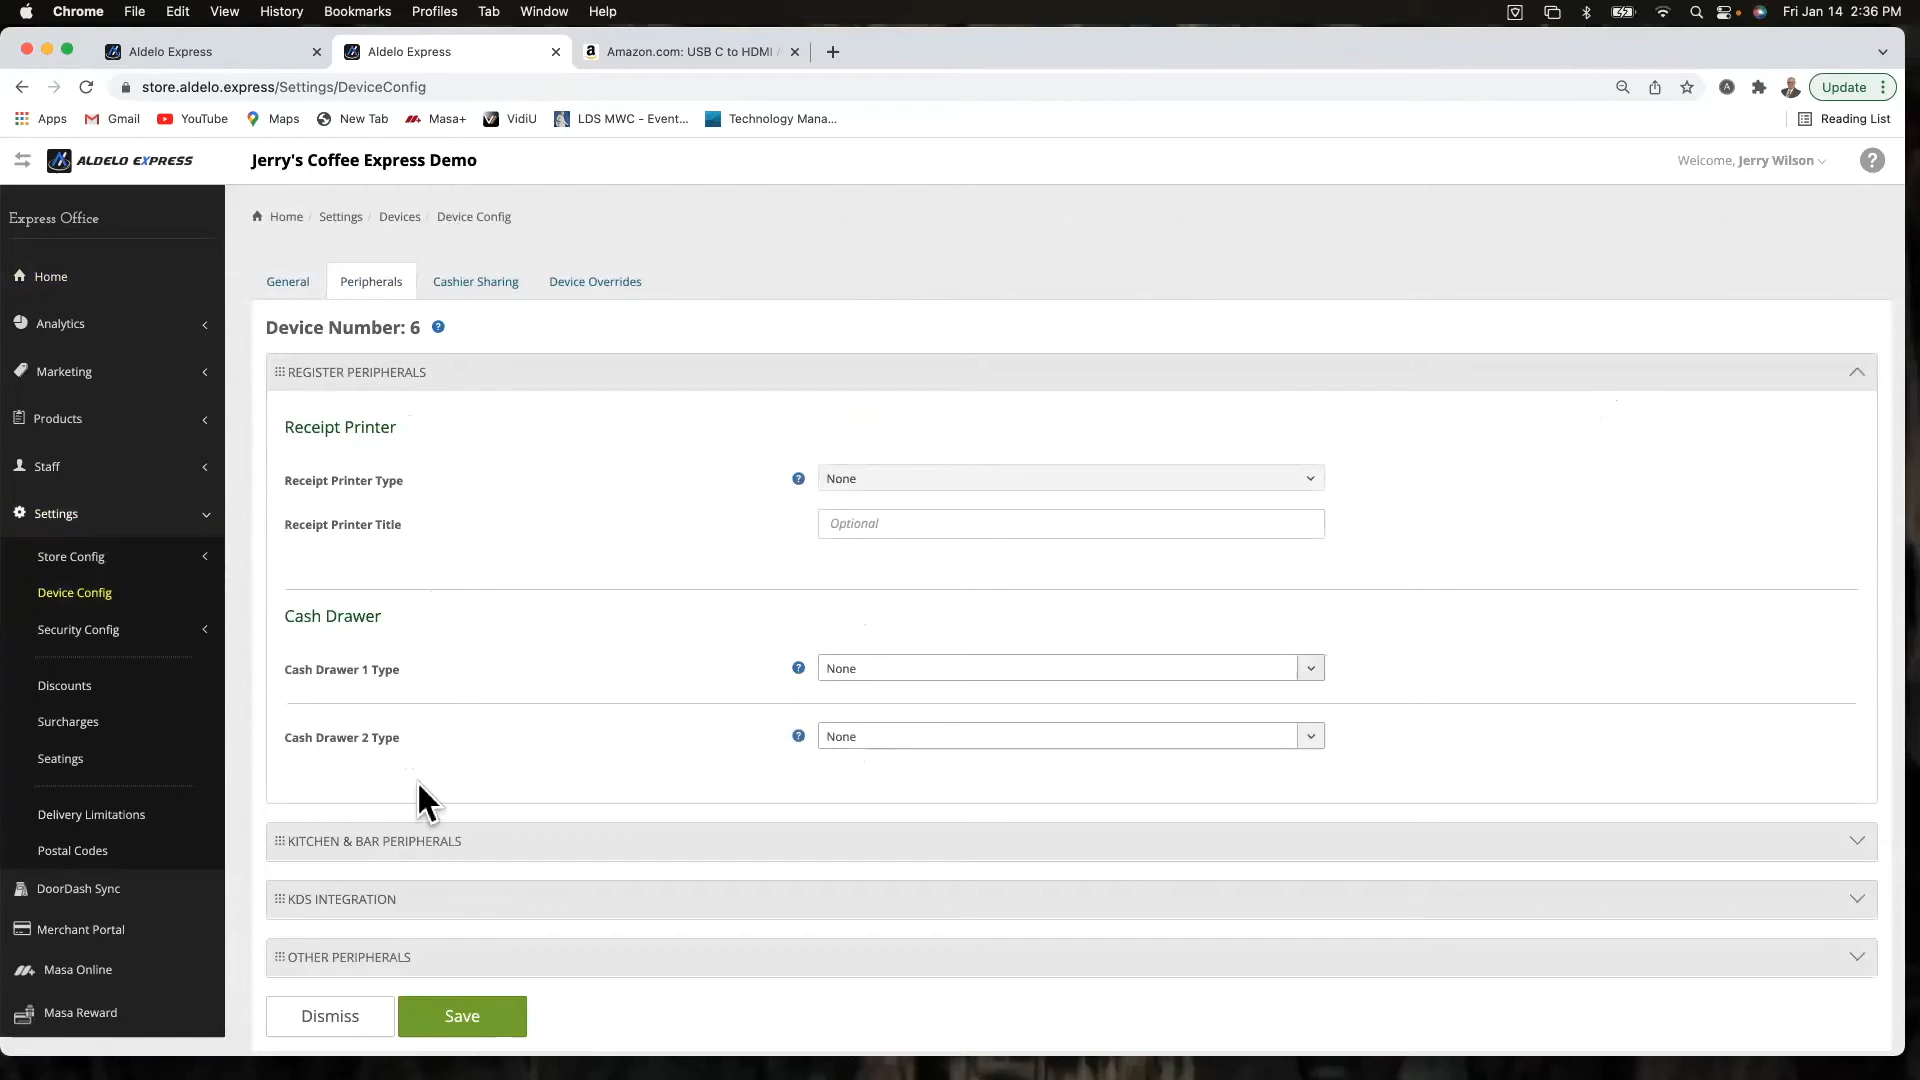 Chrome File Edit View History Bookmarks Profiles Tab Window Help Fri Jan 14 2:36 PM
Aldelo Express Aldelo Express Amazon.com: USB C to HDMI
store.aldelo.express/Settings/DeviceConfig Update
Apps Gmail YouTube Maps New Tab Masa+ VidiU LDS MWC - Event... Technology Mana... Reading List
ALDELO EXPRESS Jerry's Coffee Express Demo Welcome, Jerry Wilson ?
Express Office
Home / Settings / Devices / Device Config
Home
General Peripherals Cashier Sharing Device Overrides
Analytics
Device Number: 6 ?
Marketing
REGISTER PERIPHERALS
Products
Receipt Printer
Staff
Receipt Printer Type ? None
Settings
Receipt Printer Title Optional
Store Config
Device Config
Cash Drawer
Security Config
Cash Drawer 1 Type ? None
Discounts
Surcharges
Cash Drawer 2 Type ? None
Seatings
Delivery Limitations
KITCHEN & BAR PERIPHERALS
Postal Codes
DoorDash Sync
KDS INTEGRATION
Merchant Portal
OTHER PERIPHERALS
Masa Online
Masa Reward
Dismiss Save